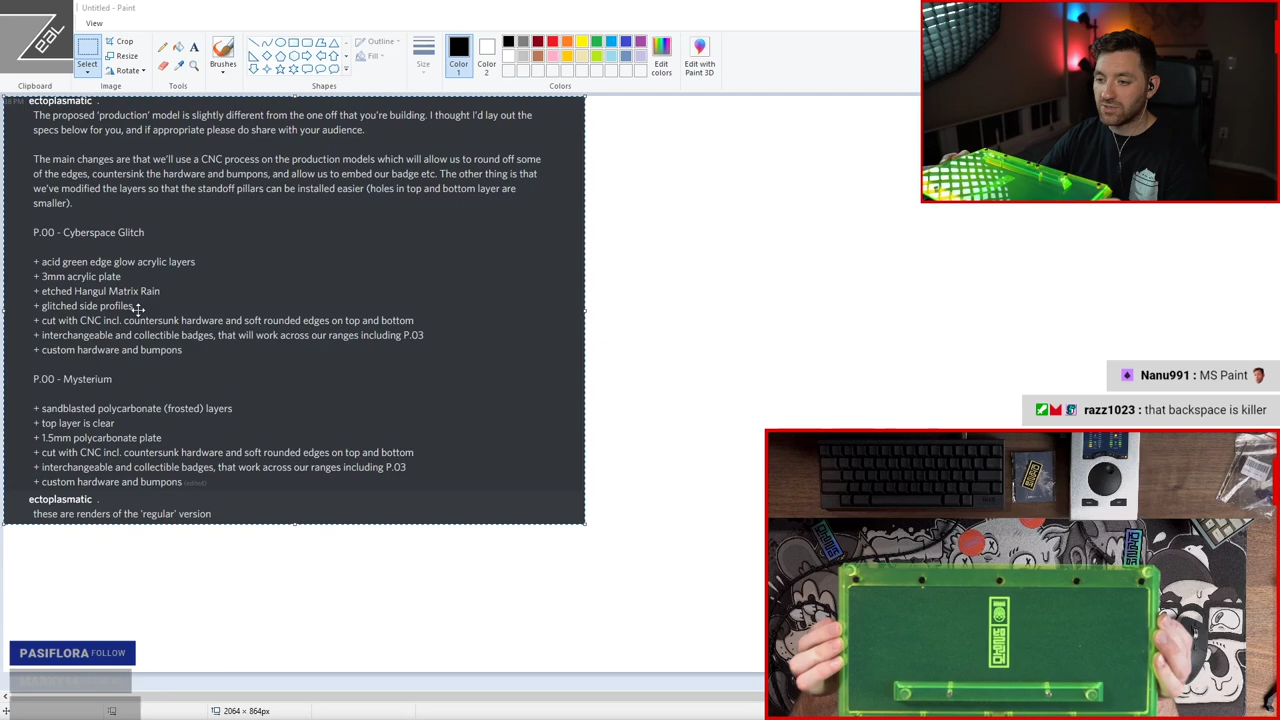 Untitled - Paint
View
Zeal
Crop
Resize
Rotate
Select
Clipboard
Image
A
Tools
Brushes
Outline
Fill
Shapes
Size
Color
1
Color
2
Edit
colors
Edit with
Paint 3D
Colors
ectoplasmatic
The proposed 'production' model is slightly different from the one off that you're building. I thought I'd lay out the
specs below for you, and if appropriate please do share with your audience.
The main changes are that we'll use a CNC process on the production models which will allow us to round off some
of the edges, countersink the hardware and bumpons, and allow us to embed our badge etc. The other thing is that
we've modified the layers so that the standoff pillars can be installed easier (holes in top and bottom layer are
smaller).
P.00 - Cyberspace Glitch
+ acid green edge glow acrylic layers
+ 3mm acrylic plate
+ etched Hangul Matrix Rain
+ glitched side profiles
+ cut with CNC incl. countersunk hardware and soft rounded edges on top and bottom
+ interchangeable and collectible badges, that will work across our ranges including P.03
+ custom hardware and bumpons
P.00 - Mysterium
+ sandblasted polycarbonate (frosted) layers
+ top layer is clear
+ 1.5mm polycarbonate plate
+ cut with CNC incl. countersunk hardware and soft rounded edges on top and bottom
+ interchangeable and collectible badges, that work across our ranges including P.03
+ custom hardware and bumpons (edited)
ectoplasmatic
these are renders of the 'regular' version
Nanu991 : MS Paint
razz1023 : that backspace is killer
PASIFLORA FOLLOW
2064 × 864px